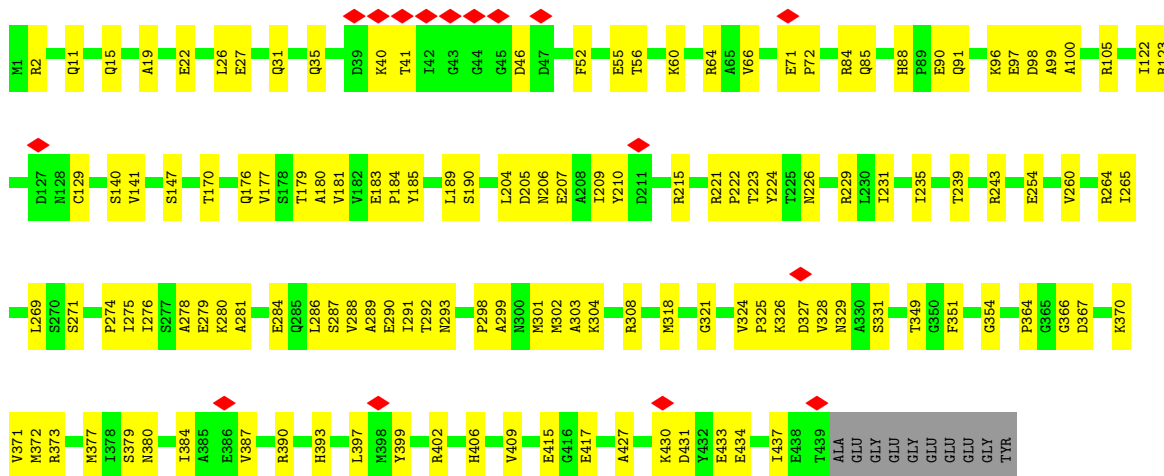 M1 R2 Q11 Q15 A19 E22 L26 E27 Q31 Q35 D39 K40 T41 I42 G43 G44 G45 D46 D47 F52 E55 T56 K60 R64 A65 V66 E71 P72 R84 Q85 H88 P89 E90 Q91 K96 E97 D98 A99 A100 R105 I122 R123
D127 N128 C129 S140 V141 S147 T170 Q176 V177 S178 T179 A180 V181 V182 E183 P184 Y185 L189 S190 L204 D205 N206 E207 A208 I209 Y210 D211 R215 R221 P222 T223 Y224 T225 N226 R229 L230 I231 I235 T239 R243 E254 V260 R264 I265
L269 S270 S271 P274 I275 I276 S277 A278 E279 K280 A281 E284 Q285 L286 S287 V288 A289 E290 I291 T292 N293 P298 A299 N300 M301 M302 A303 K304 R308 M318 G321 V324 P325 K326 D327 V328 N329 A330 S331 T349 G350 F351 G354 P364 G365 G366 D367 K370
V371 M372 R373 M377 I378 S379 N380 I384 A385 E386 V387 R390 H393 L397 M398 Y399 R402 H406 V409 E415 G416 E417 A427 K430 D431 Y432 E433 E434 I437 E438 T439 ALA GLU GLY GLU GLU GLU GLY TYR